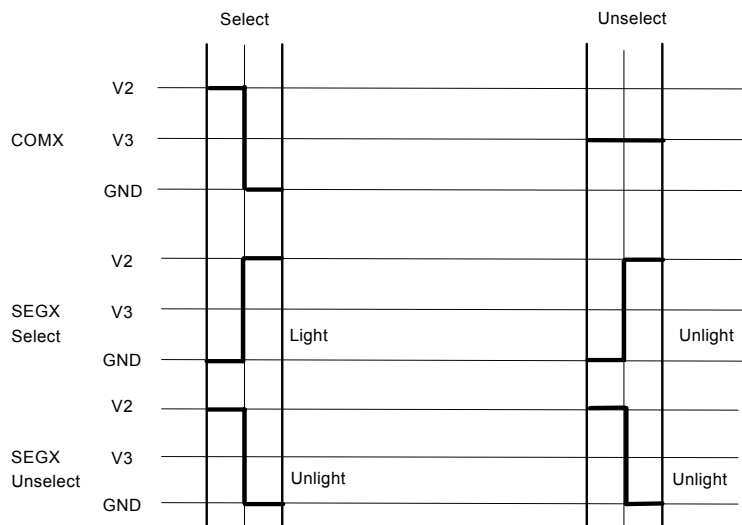 Select Unselect
V2
COMX V3
GND
V2
SEGX V3
Select Light Unlight
GND
V2
SEGX V3
Unselect Unlight Unlight
GND